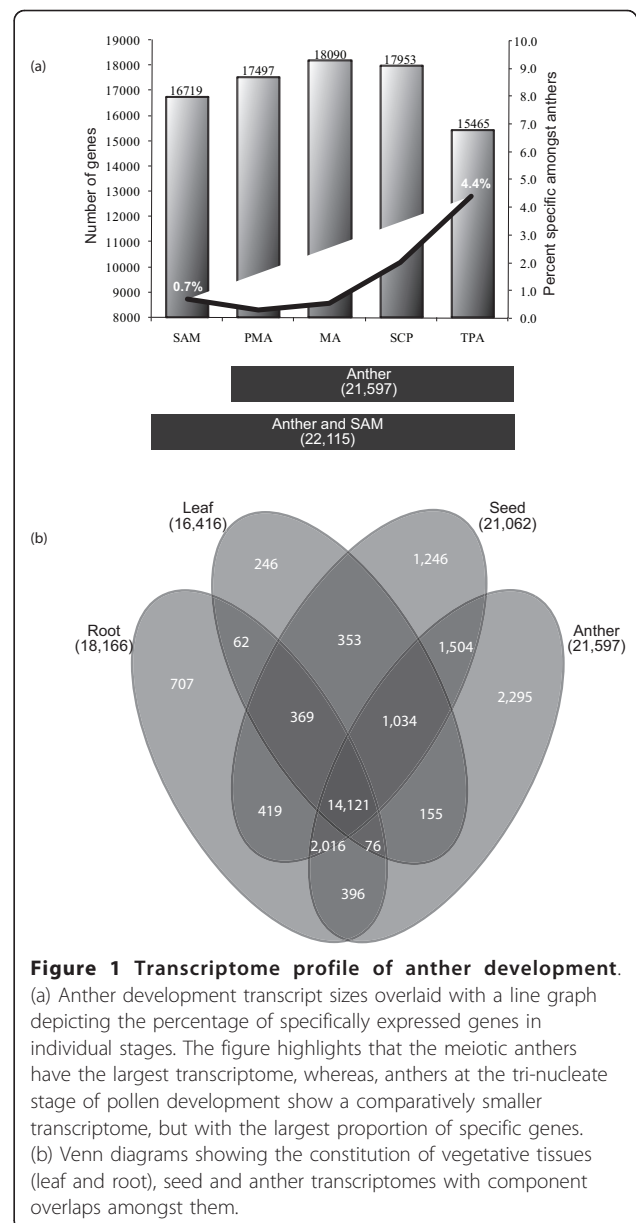 (a)
19000
18000
17000
16000
15000
14000
13000
12000
11000
10000
9000
8000
Number of genes
16719
17497
18090
17953
15465
0.7%
4.4%
10.0
9.0
8.0
7.0
6.0
5.0
4.0
3.0
2.0
1.0
0.0
Percent specific amongst anthers
SAM PMA MA SCP TPA
Anther
(21,597)
Anther and SAM
(22,115)
(b)
Leaf
(16,416)
Seed
(21,062)
Root
(18,166)
Anther
(21,597)
246
1,246
62
353
1,504
707
2,295
369
1,034
419
14,121
155
2,016
76
396
Figure 1 Transcriptome profile of anther development.
(a) Anther development transcript sizes overlaid with a line graph
depicting the percentage of specifically expressed genes in
individual stages. The figure highlights that the meiotic anthers
have the largest transcriptome, whereas, anthers at the tri-nucleate
stage of pollen development show a comparatively smaller
transcriptome, but with the largest proportion of specific genes.
(b) Venn diagrams showing the constitution of vegetative tissues
(leaf and root), seed and anther transcriptomes with component
overlaps amongst them.